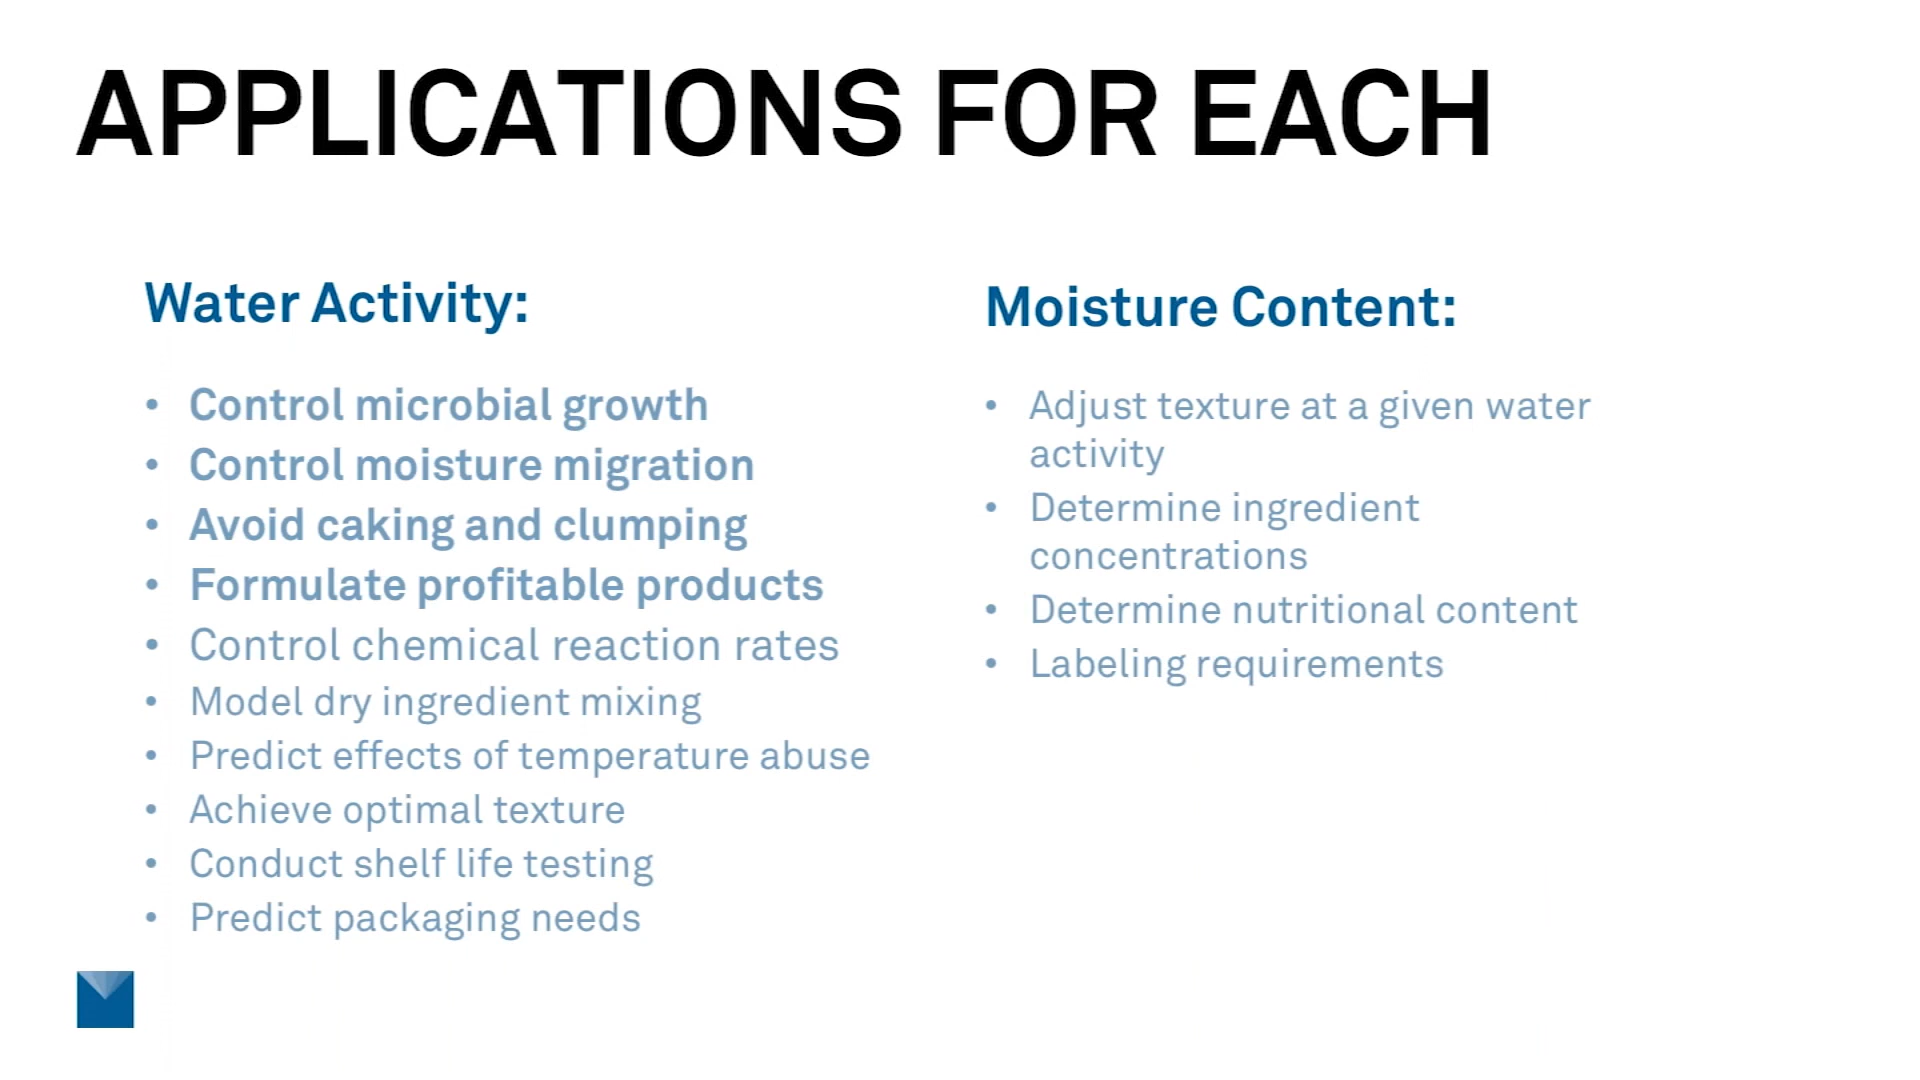 APPLICATIONS FOR EACH
Water Activity:
• Control microbial growth
• Control moisture migration
• Avoid caking and clumping
• Formulate profitable products
• Control chemical reaction rates
• Model dry ingredient mixing
• Predict effects of temperature abuse
• Achieve optimal texture
• Conduct shelf life testing
• Predict packaging needs
Moisture Content:
• Adjust texture at a given water
activity
• Determine ingredient
concentrations
• Determine nutritional content
• Labeling requirements